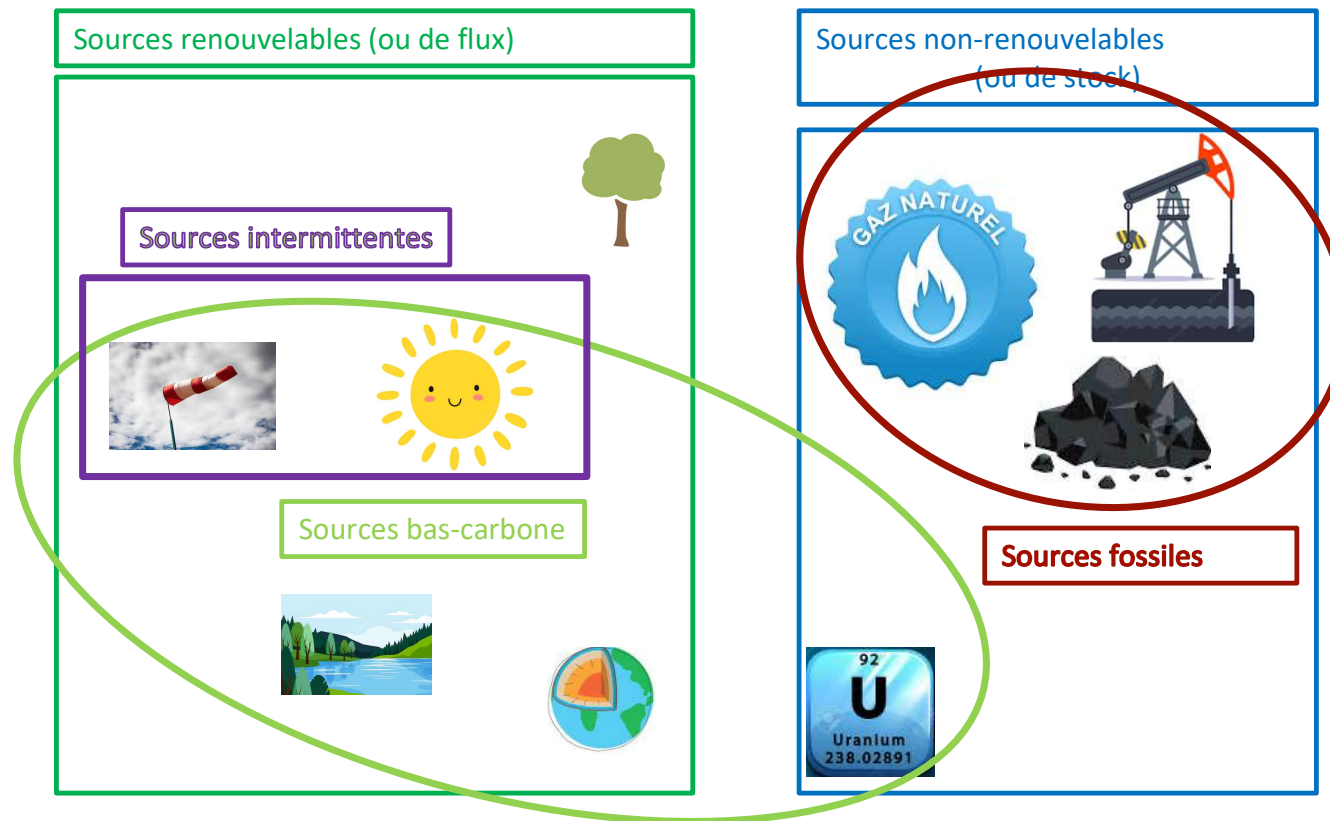 Sources renouvelables (ou de flux)
Sources non-renouvelables
(ou de stock)
Sources intermittentes
GAZ NATUREL
Sources bas-carbone
Sources fossiles
92
U
Uranium
238.02891